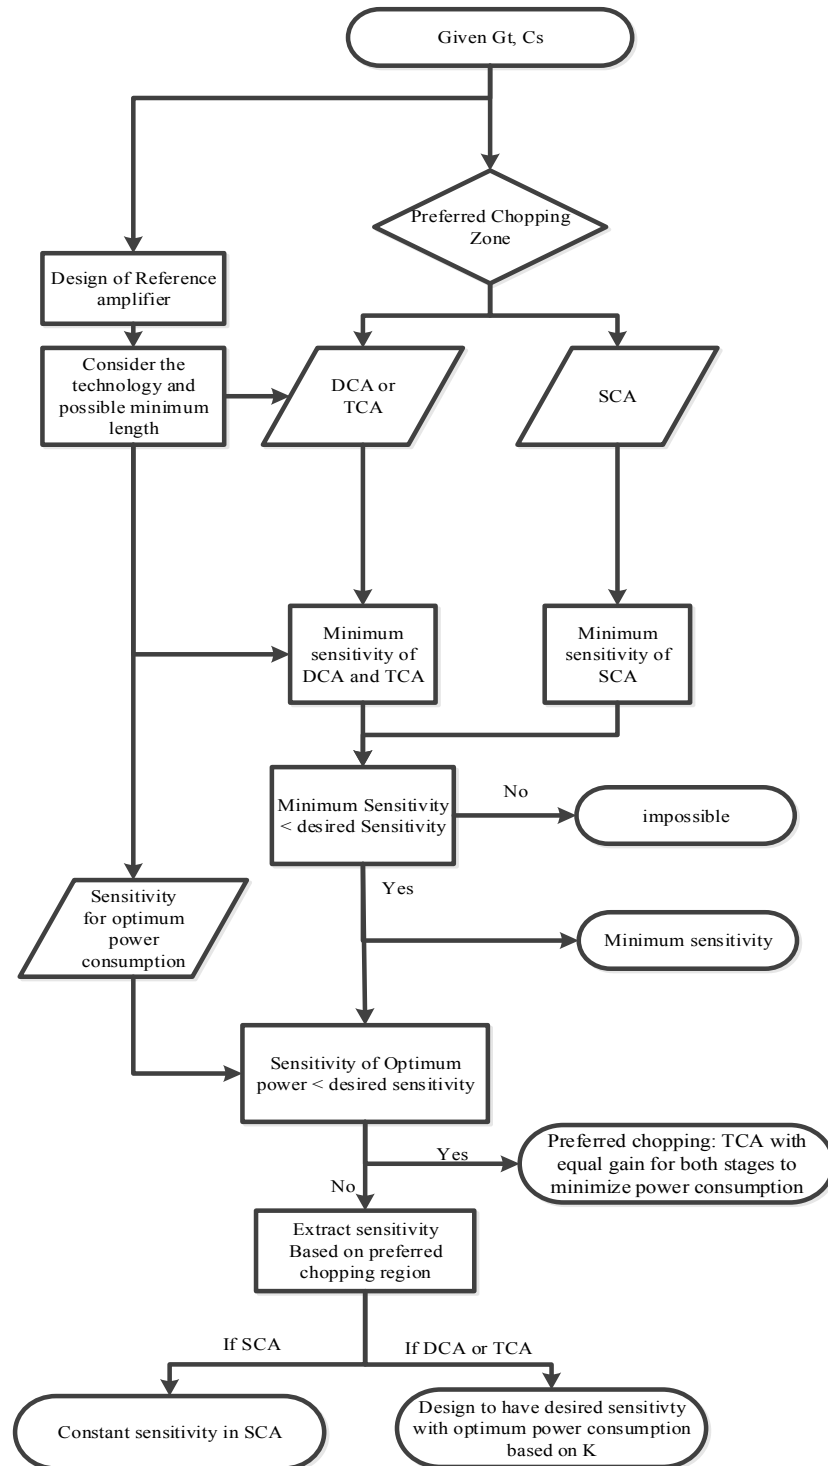 Given Gt, Cs
Preferred Chopping
Zone
Design of Reference
amplifier
Consider the
technology and
possible minimum
length
DCA or
TCA
SCA
Minimum
sensitivity of
DCA and TCA
Minimum
sensitivity of
SCA
Minimum Sensitivity
< desired Sensitivity
No
impossible
Yes
Sensitivity
for optimum
power
consumption
Minimum sensitivity
Sensitivity of Optimum
power < desired sensitivity
Yes
Preferred chopping: TCA with
equal gain for both stages to
minimize power consumption
No
Extract sensitivity
Based on preferred
chopping region
If SCA
If DCA or TCA
Constant sensitivity in SCA
Design to have desired sensitivty
with optimum power consumption
based on K